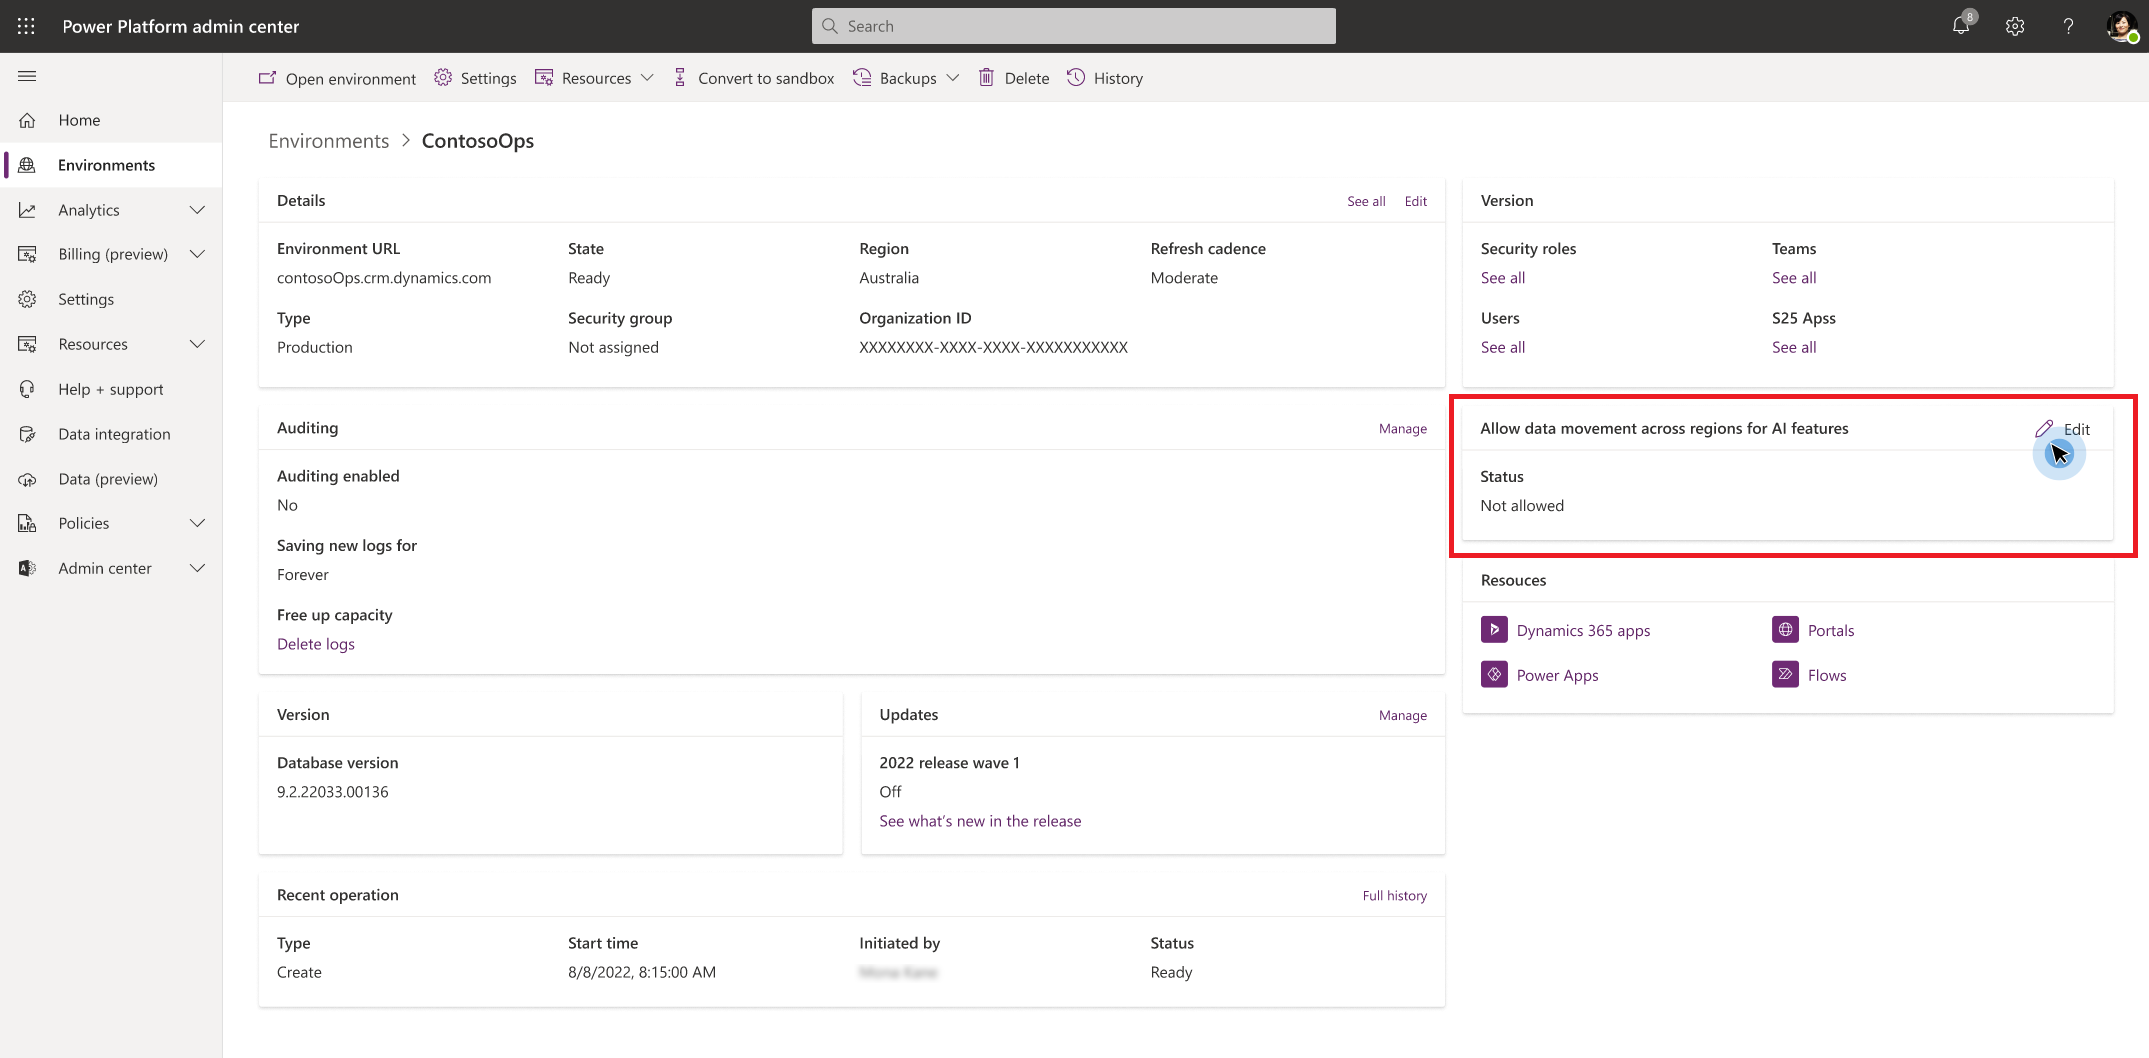 Power Platform admin center
Search
8
Open environment
Settings
Resources
Convert to sandbox
Backups
Delete
History
Home
Environments
Analytics
Billing (preview)
Settings
Resources
Help + support
Data integration
Data (preview)
Policies
Admin center
Environments > ContosoOps
Details
See all
Edit
Environment URL
contosoOps.crm.dynamics.com
State
Ready
Region
Australia
Refresh cadence
Moderate
Type
Production
Security group
Not assigned
Organization ID
XXXXXXXX-XXXX-XXXX-XXXXXXXXXXX
Version
Security roles
See all
Teams
See all
Users
See all
S25 Apss
See all
Auditing
Manage
Auditing enabled
No
Saving new logs for
Forever
Free up capacity
Delete logs
Allow data movement across regions for AI features
Edit
Status
Not allowed
Resouces
Dynamics 365 apps
Portals
Power Apps
Flows
Version
Database version
9.2.22033.00136
Updates
Manage
2022 release wave 1
Off
See what's new in the release
Recent operation
Full history
Type
Create
Start time
8/8/2022, 8:15:00 AM
Initiated by
Status
Ready